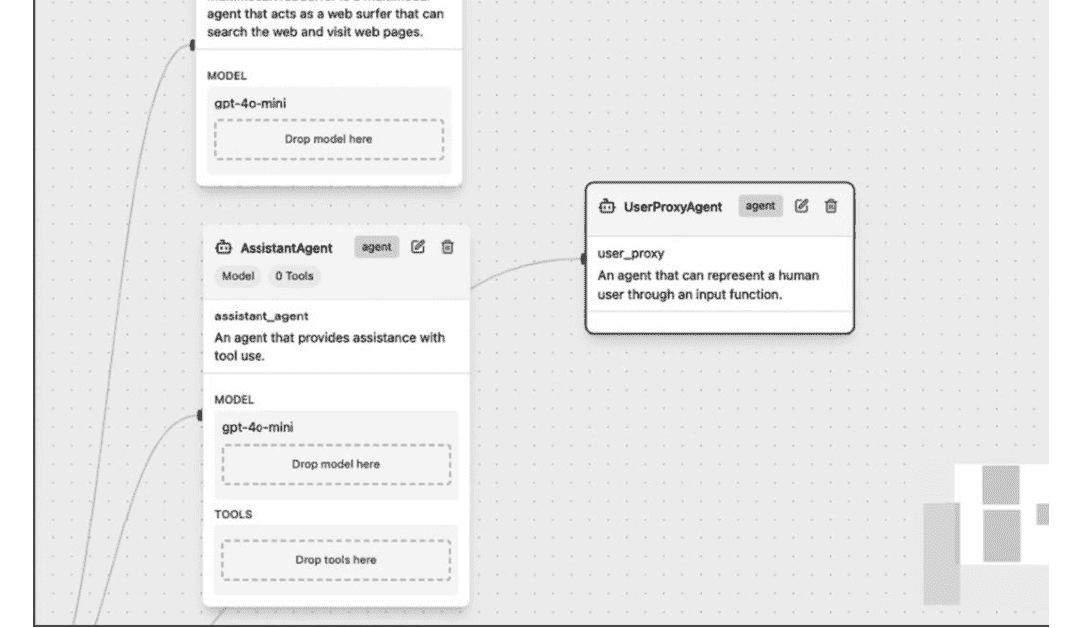 agent that acts as a web surfer that can
search the web and visit web pages.
MODEL
gpt-4o-mini
Drop model here
AssistantAgent
agent
Model
0 Tools
assistant_agent
An agent that provides assistance with
tool use.
MODEL
gpt-4o-mini
Drop model here
TOOLS
Drop tools here
UserProxyAgent
agent
user_proxy
An agent that can represent a human
user through an input function.